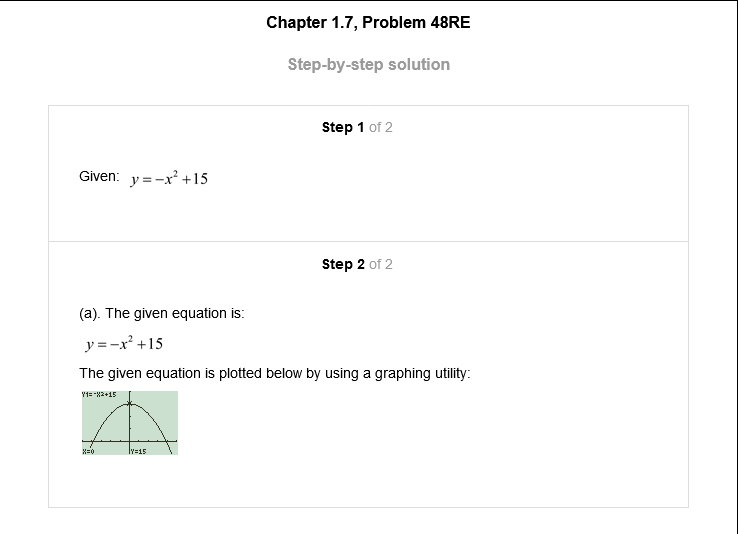 Chapter 1.7, Problem 48RE
Step-by-step solution
Step 1 of 2
Given: y = −x² + 15
Step 2 of 2
(a). The given equation is:
y = −x² + 15
The given equation is plotted below by using a graphing utility:
Y1=-X2+15
X=0 Y=15